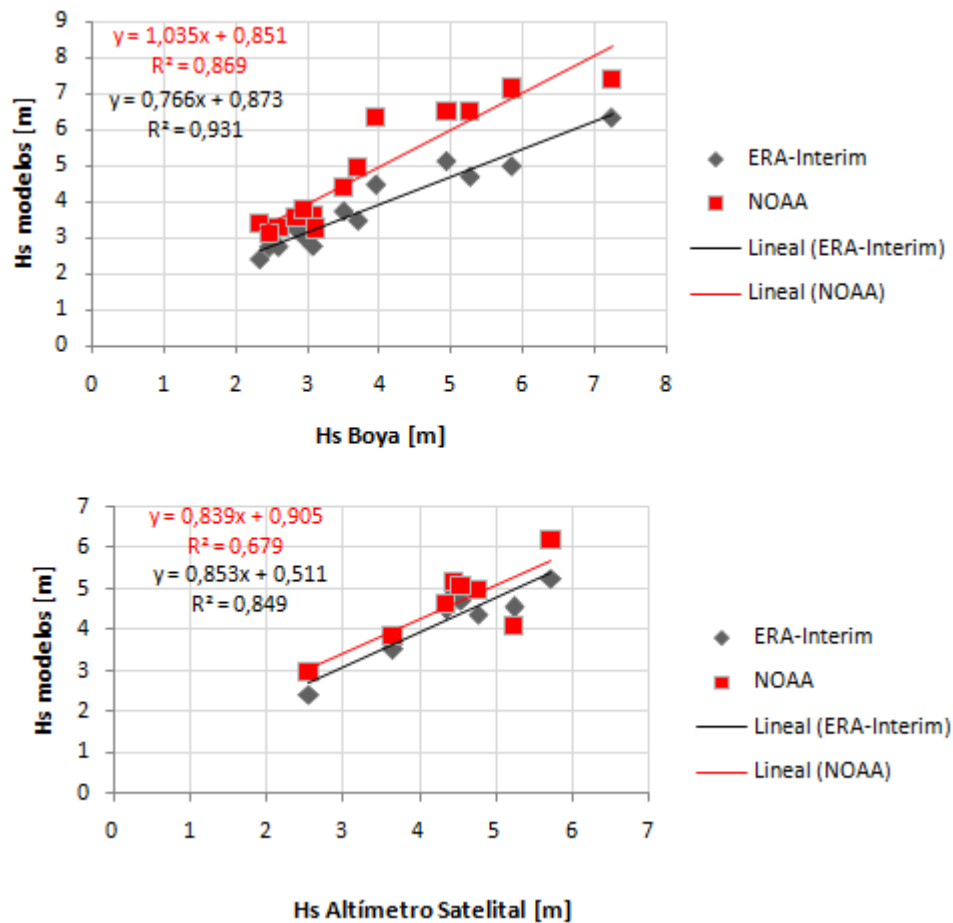 9
8
7
6
5
4
3
2
1
0
Hs modelos [m]
y = 1,035x + 0,851
R² = 0,869
y = 0,766x + 0,873
R² = 0,931
0 1 2 3 4 5 6 7 8
Hs Boya [m]
ERA-Interim
NOAA
Lineal (ERA-Interim)
Lineal (NOAA)
7
6
5
4
3
2
1
0
Hs modelos [m]
y = 0,839x + 0,905
R² = 0,679
y = 0,853x + 0,511
R² = 0,849
0 1 2 3 4 5 6 7
Hs Altímetro Satelital [m]
ERA-Interim
NOAA
Lineal (ERA-Interim)
Lineal (NOAA)